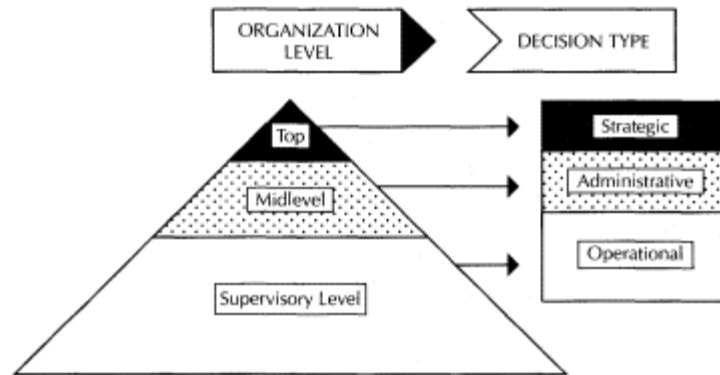 ORGANIZATION
LEVEL
DECISION TYPE
Top
Strategic
Midlevel
Administrative
Supervisory Level
Operational